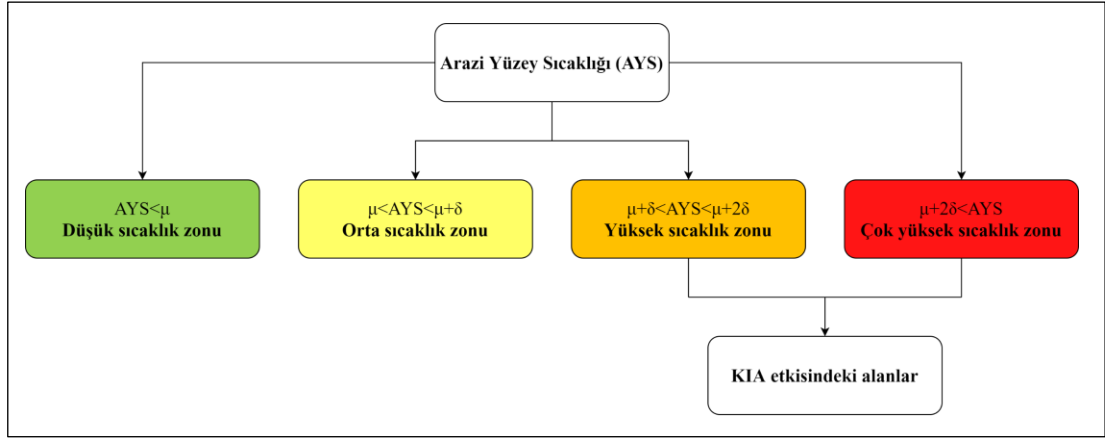 Arazi Yüzey Sıcaklığı (AYS)
AYS<μ
Düşük sıcaklık zonu
μ<AYS<μ+δ
Orta sıcaklık zonu
μ+δ<AYS<μ+2δ
Yüksek sıcaklık zonu
μ+2δ<AYS
Çok yüksek sıcaklık zonu
KIA etkisindeki alanlar